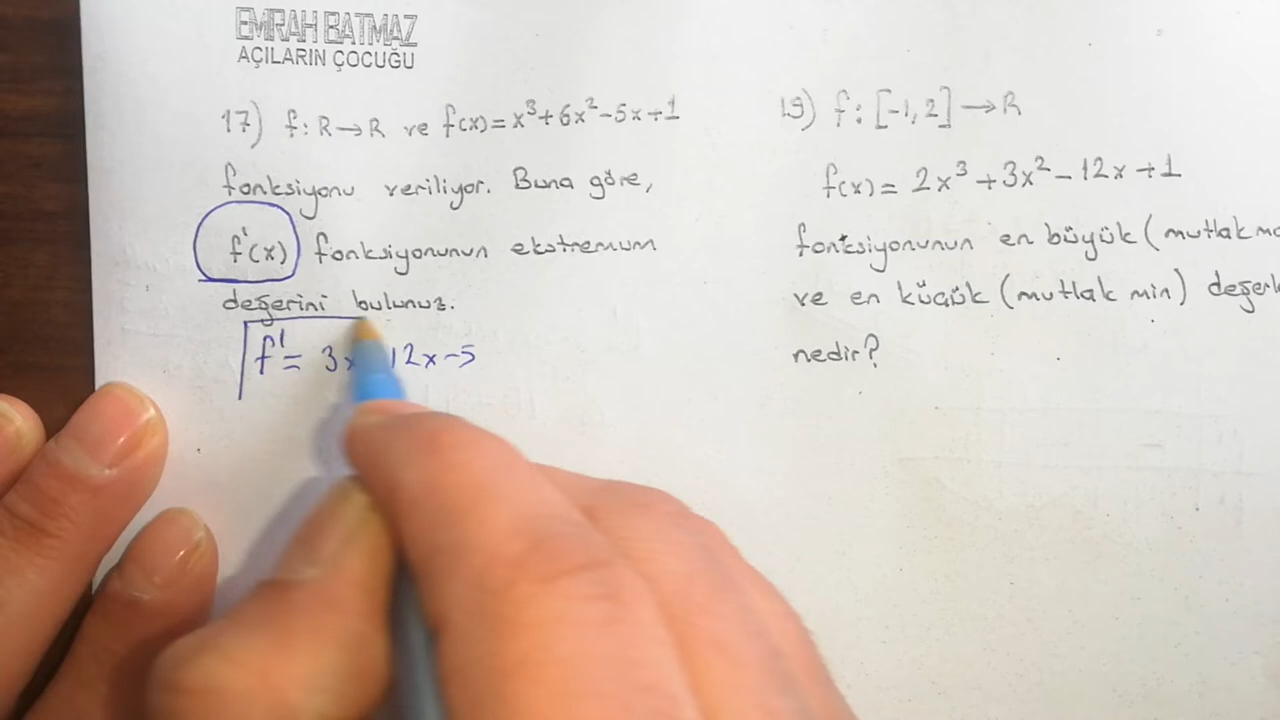 EMRAH BATMAZ
AÇILARIN ÇOCUĞU
17) f: R→R ve f(x)=x³+6x²-5x+1
fonksiyonu veriliyor. Buna göre,
f'(x) fonksiyonunun ekstremum
değerini bulunuz.
f'= 3x 12x-5
19) f: [-1,2]→R
f(x)= 2x³+3x²-12x+1
fonksiyonunun en büyük (mutlak
ve en küçük (mutlak min)
nedir?